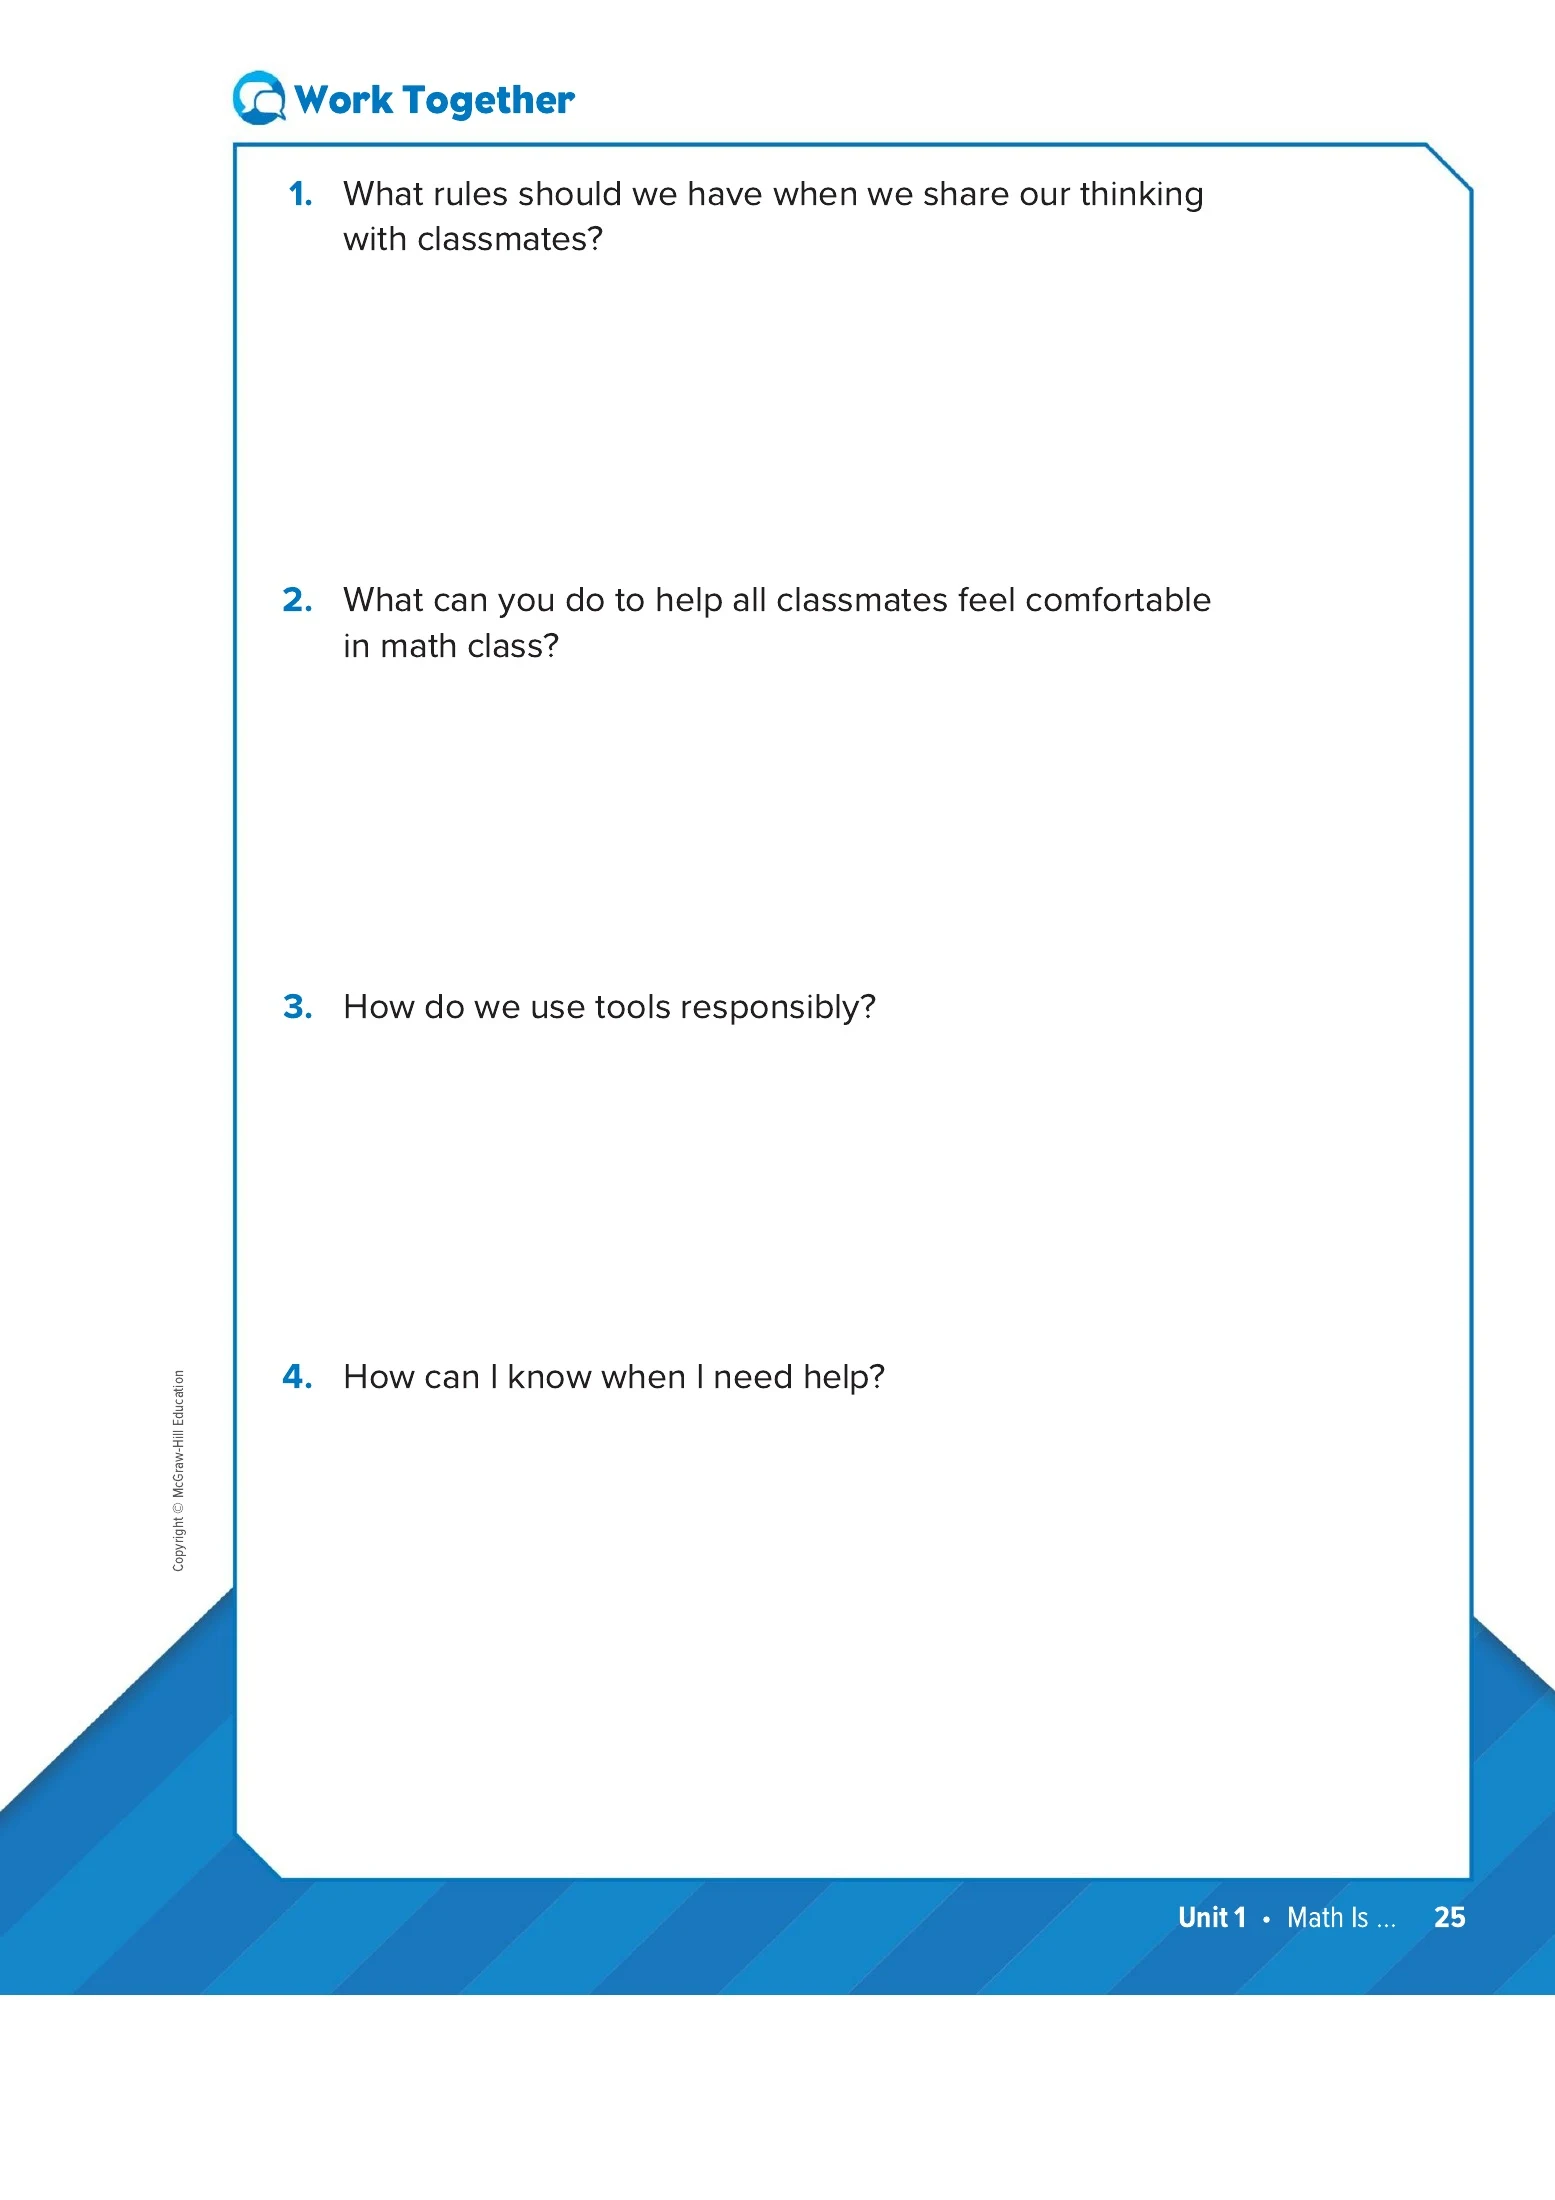 Work Together
1. What rules should we have when we share our thinking
with classmates?
2. What can you do to help all classmates feel comfortable
in math class?
3. How do we use tools responsibly?
4. How can I know when I need help?
Copyright © McGraw-Hill Education
Unit 1 • Math Is ... 25